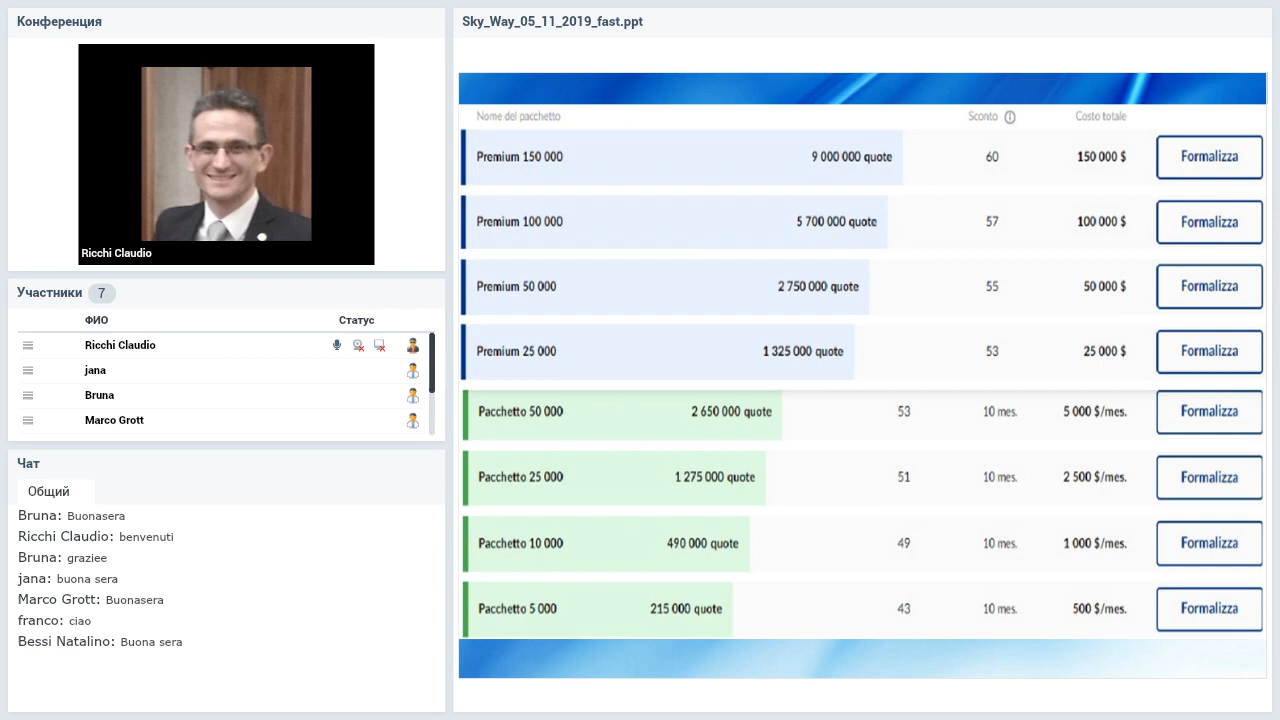 Конференция
Ricchi Claudio
Участники 7
ФИО Статус
Ricchi Claudio
jana
Bruna
Marco Grott
Чат
Общий
Bruna: Buonasera
Ricchi Claudio: benvenuti
Bruna: graziee
jana: buona sera
Marco Grott: Buonasera
franco: ciao
Bessi Natalino: Buona sera
Sky_Way_05_11_2019_fast.ppt
Nome del pacchetto Sconto Costo totale
Premium 150 000 9 000 000 quote 60 150 000 $ Formalizza
Premium 100 000 5 700 000 quote 57 100 000 $ Formalizza
Premium 50 000 2 750 000 quote 55 50 000 $ Formalizza
Premium 25 000 1 325 000 quote 53 25 000 $ Formalizza
Pacchetto 50 000 2 650 000 quote 53 10 mes. 5 000 $/mes. Formalizza
Pacchetto 25 000 1 275 000 quote 51 10 mes. 2 500 $/mes. Formalizza
Pacchetto 10 000 490 000 quote 49 10 mes. 1 000 $/mes. Formalizza
Pacchetto 5 000 215 000 quote 43 10 mes. 500 $/mes. Formalizza